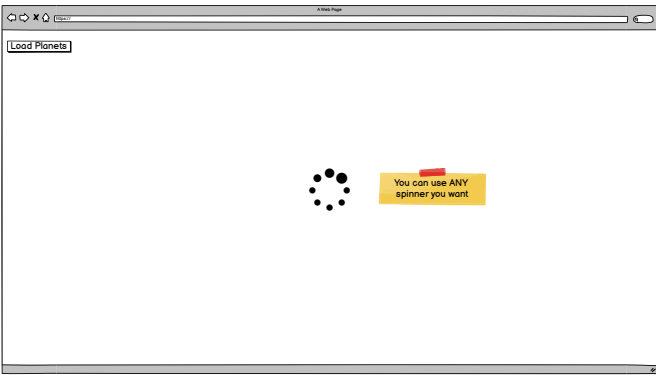 A Web Page
https://
Load Planets
You can use ANY
spinner you want